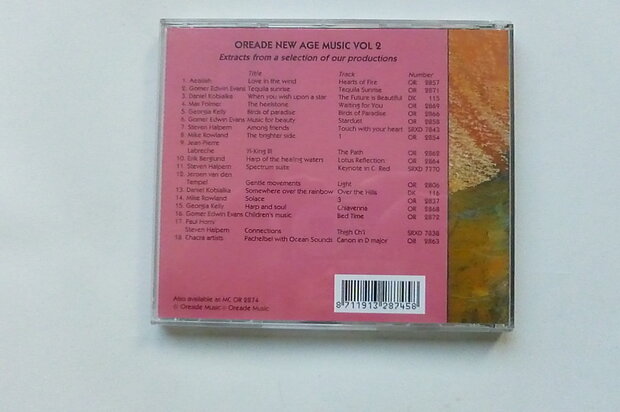 OREADE NEW AGE MUSIC VOL 2
Extracts from a selection of our productions
Title Track Number
1. Aeoliah Love in the wind Hearts of Fire OR 2857
2. Gomer Edwin Evans Tequila sunrise Tequila Sunrise OR 2871
3. Daniel Kobialka When you wish upon a star The Future is Beautiful DK 115
4. Max Folmer The heelstone Waiting for You OR 2869
5. Georgia Kelly Birds of paradise Birds of Paradise OR 2866
6. Gomer Edwin Evans Music for beauty Stardust OR 2858
7. Steven Halpern Among friends Touch with your heart SRXD 7843
8. Mike Rowland The brighter side 1 OR 2854
9. Jean Pierre
Labreche Yi-King III The Path OR 2862
10. Erik Berglund Harp of the healing waters Lotus Reflection OR 2864
11. Steven Halpern Spectrum suite Keynote in C: Red SRXD 7770
12. Jeroen van den
Tempel Gentle movements Light OR 2806
13. Daniel Kobialka Somewhere over the rainbow Over the Hills DK 116
14. Mike Rowland Solace 3 OR 2837
15. Georgia Kelly Harp and soul Chiavenna OR 2868
16. Gomer Edwin Evans Children's music Bed Time OR 2872
17. Paul Horn/
Steven Halpern Connections Thigh Ch'i SRXD 7838
18. Chacra artists Pachelbel with Ocean Sounds Canon in D major OR 2863
Also available as MC OR 2874
© Oreade Music ℗ Oreade Music
8 711913 287458